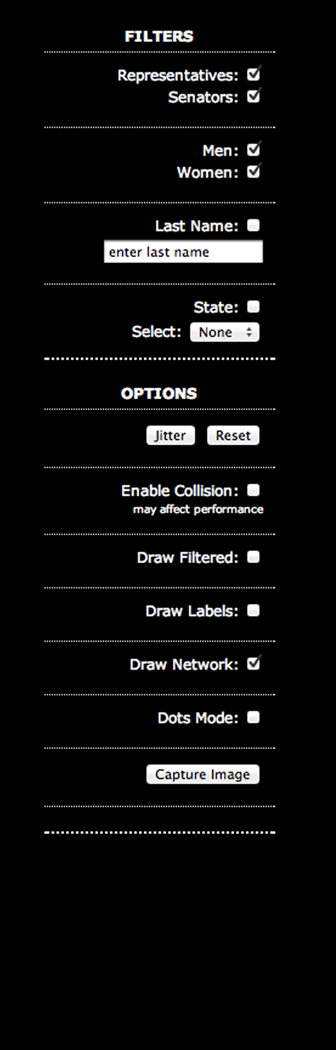 FILTERS
Representatives:
Senators:
Men:
Women:
Last Name:
enter last name
State:
Select: None
OPTIONS
Jitter Reset
Enable Collision:
may affect performance
Draw Filtered:
Draw Labels:
Draw Network:
Dots Mode:
Capture Image